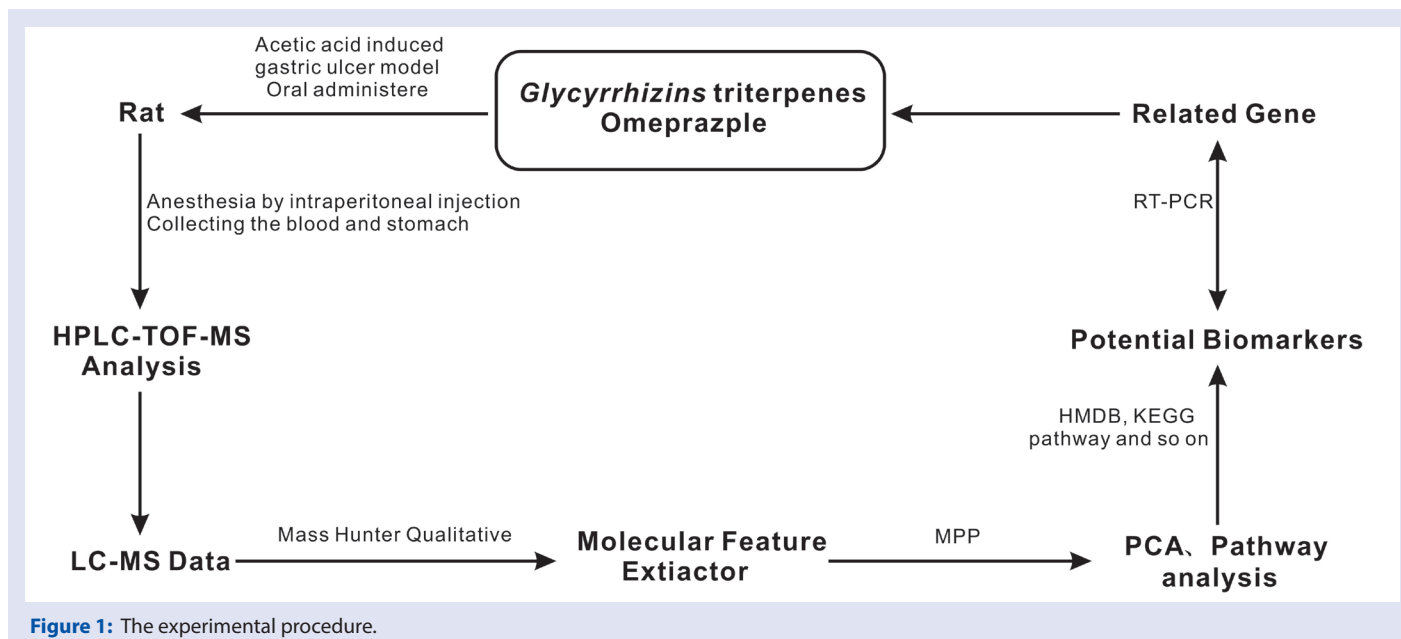 Acetic acid induced
gastric ulcer model
Oral administere
Glycyrrhizins triterpenes
Omeprazple
Rat
Related Gene
Anesthesia by intraperitoneal injection
Collecting the blood and stomach
RT-PCR
HPLC-TOF-MS
Analysis
Potential Biomarkers
HMDB, KEGG
pathway and so on
LC-MS Data
Mass Hunter Qualitative
Molecular Feature
Extiactor
MPP
PCA、Pathway
analysis
Figure 1: The experimental procedure.